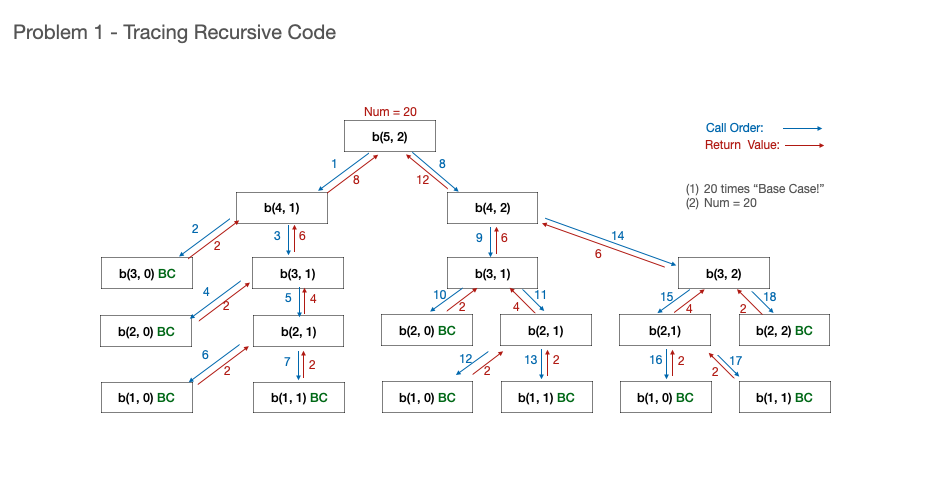 Problem 1 - Tracing Recursive Code
Num = 20
b(5, 2)
Call Order:
Return Value:
1
8
8
12
(1) 20 times “Base Case!”
(2) Num = 20
b(4, 1)
b(4, 2)
2
2
3
6
9
6
14
6
b(3, 0) BC
b(3, 1)
b(3, 1)
b(3, 2)
4
2
5
4
10
2
4
11
15
4
2
18
b(2, 0) BC
b(2, 1)
b(2, 0) BC
b(2, 1)
b(2,1)
b(2, 2) BC
6
2
7
2
12
2
13
2
16
2
2
17
b(1, 0) BC
b(1, 1) BC
b(1, 0) BC
b(1, 1) BC
b(1, 0) BC
b(1, 1) BC